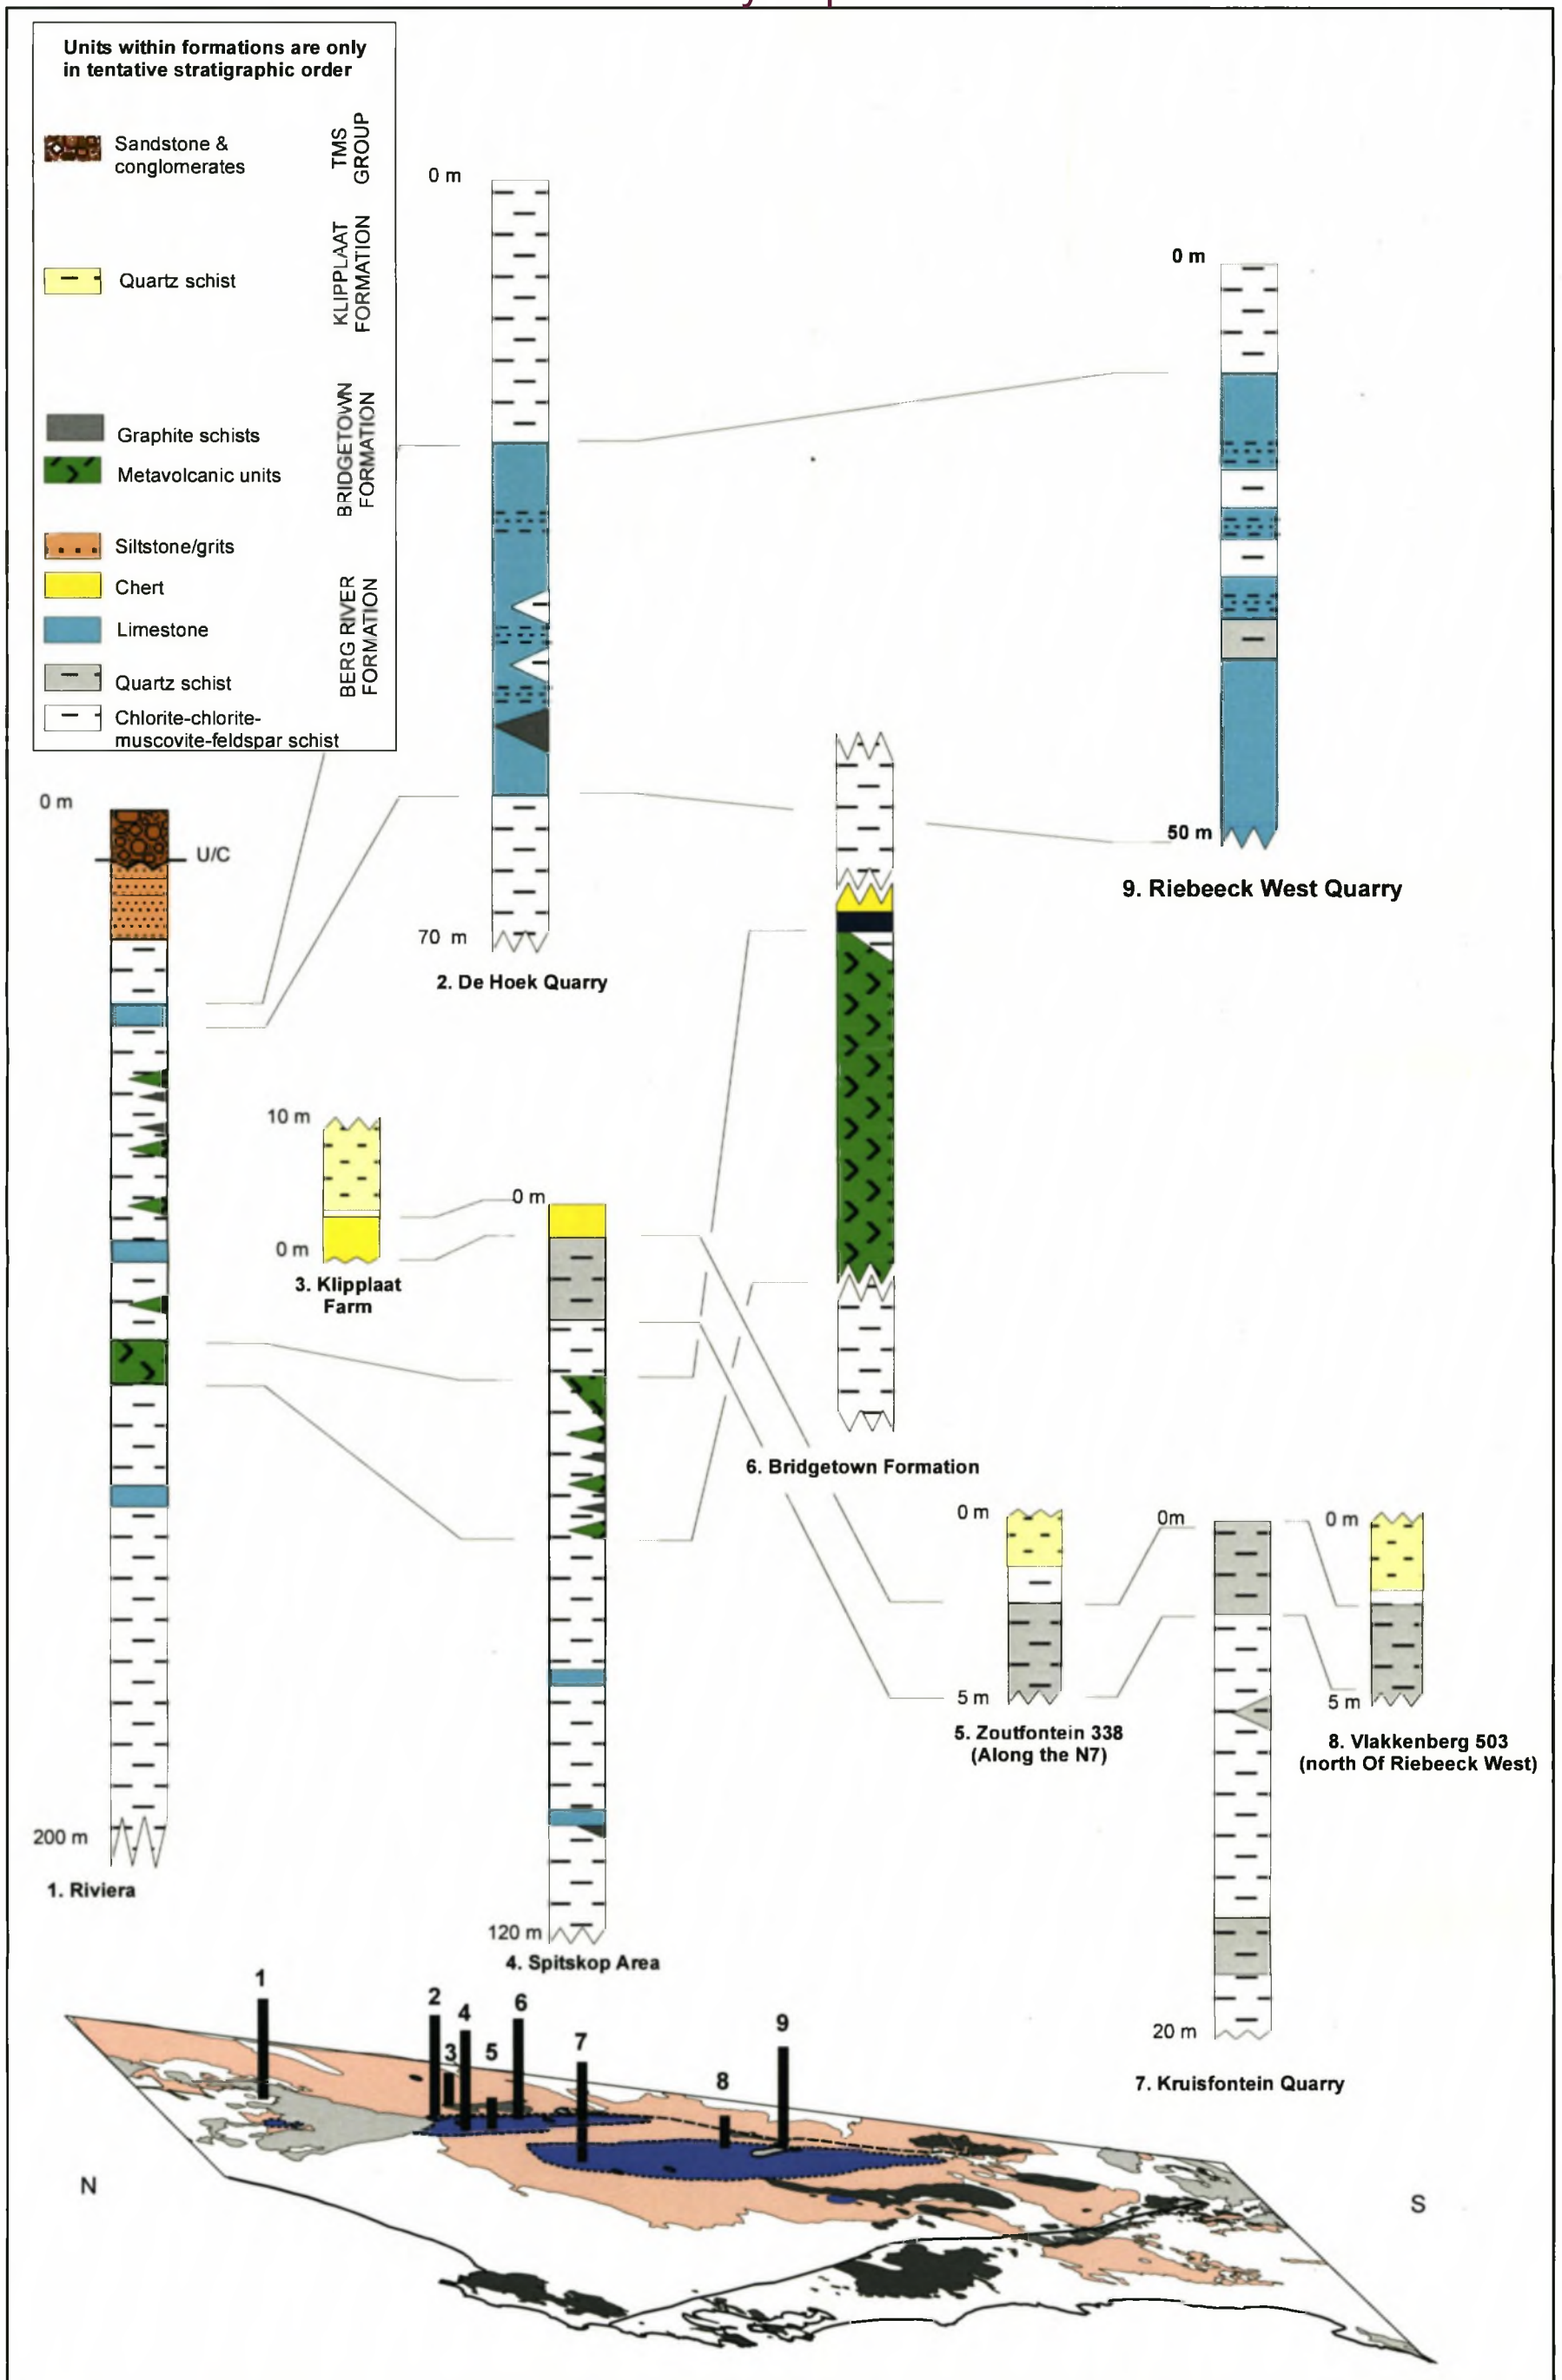 Units within formations are only
in tentative stratigraphic order
Sandstone &
conglomerates
TMS
GROUP
Quartz schist
KLIPPLAAT
FORMATION
Graphite schists
Metavolcanic units
BRIDGETOWN
FORMATION
Siltstone/grits
Chert
Limestone
Quartz schist
Chlorite-chlorite-
muscovite-feldspar schist
BERG RIVER
FORMATION
0 m
70 m
2. De Hoek Quarry
0 m
50 m
9. Riebeeck West Quarry
0 m
U/C
200 m
1. Riviera
10 m
0 m
3. Klipplaat
Farm
0 m
120 m
4. Spitskop Area
6. Bridgetown Formation
0 m
5 m
5. Zoutfontein 338
(Along the N7)
0m
20 m
7. Kruisfontein Quarry
0 m
5 m
8. Vlakkenberg 503
(north Of Riebeeck West)
1
2
3
4
5
6
7
8
9
N
S